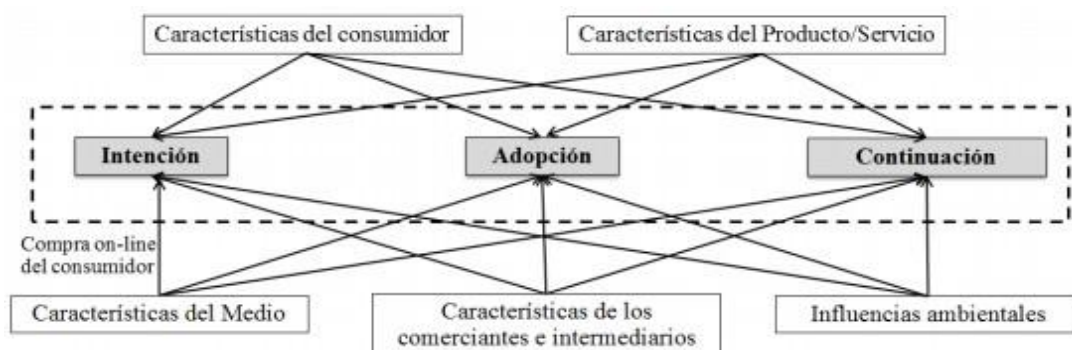 Características del consumidor
Características del Producto/Servicio
Intención
Adopción
Continuación
Compra on-line
del consumidor
Características del Medio
Características de los
comerciantes e intermediarios
Influencias ambientales